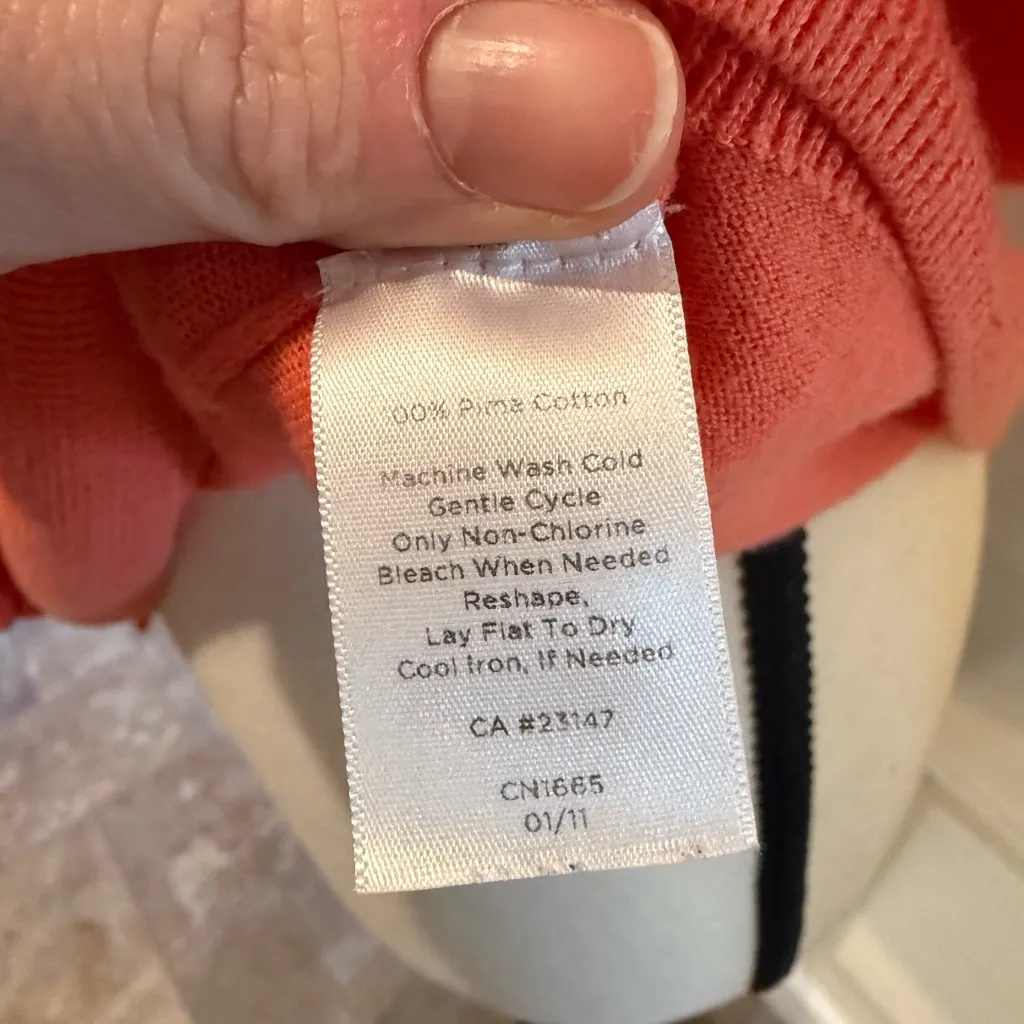 100% Pima Cotton
Machine Wash Cold
Gentle Cycle
Only Non-Chlorine
Bleach When Needed
Reshape,
Lay Flat To Dry
Cool Iron, If Needed
CA #23147
CN1665
01/11